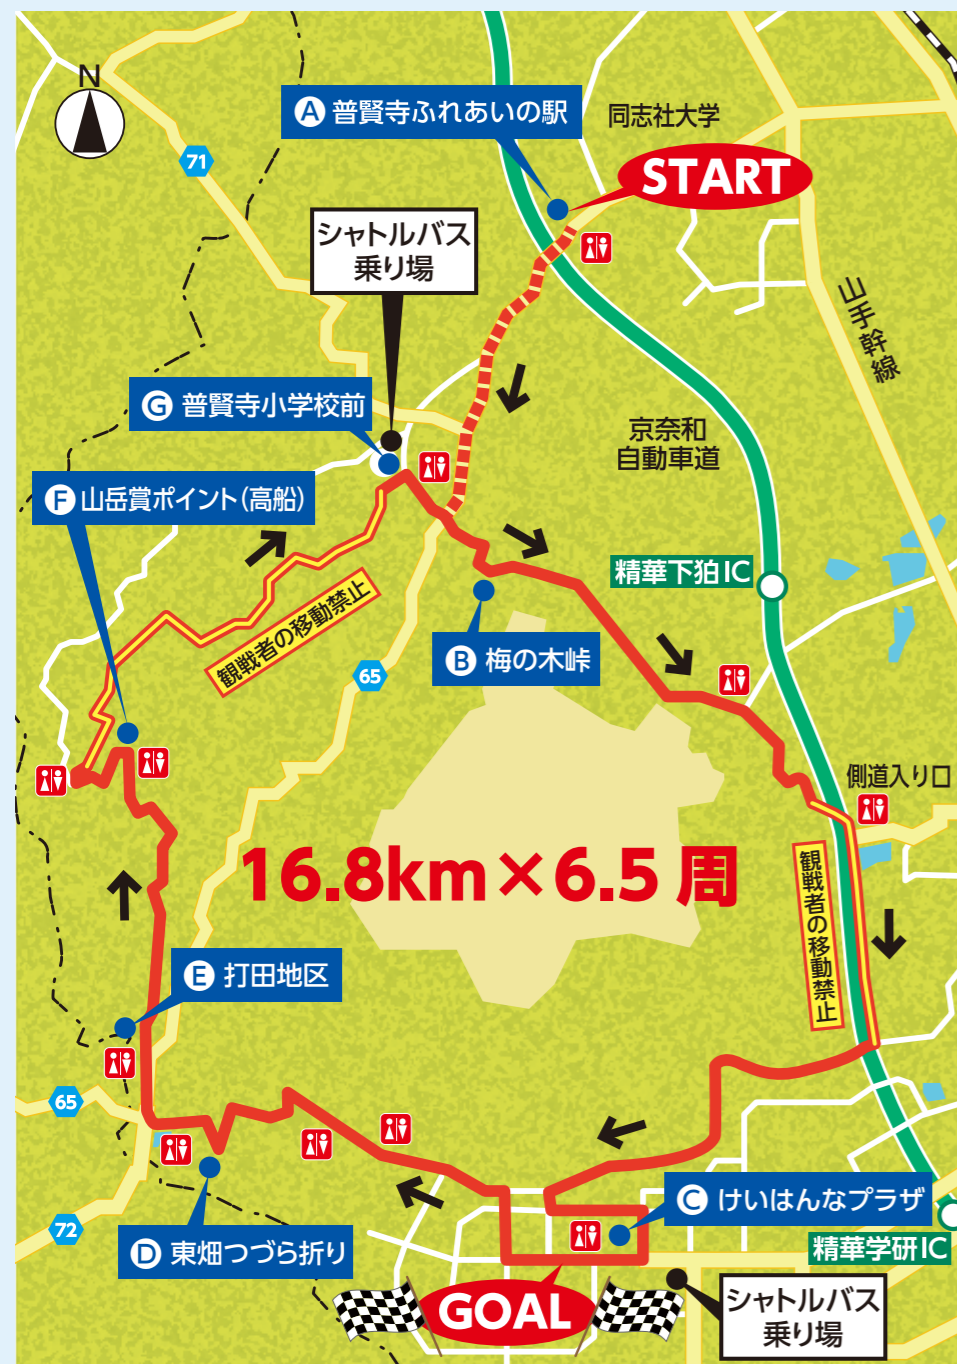 N
71
A 普賢寺ふれあいの駅
同志社大学
START
シャトルバス
乗り場
山手幹線
G 普賢寺小学校前
京奈和
自動車道
F 山岳賞ポイント(高船)
精華下狛IC
観戦者の移動禁止
B 梅の木峠
65
側道入り口
16.8km×6.5周
観戦者の移動禁止
E 打田地区
65
C けいはんなプラザ
72
D 東畑つづら折り
精華学研IC
GOAL
シャトルバス
乗り場